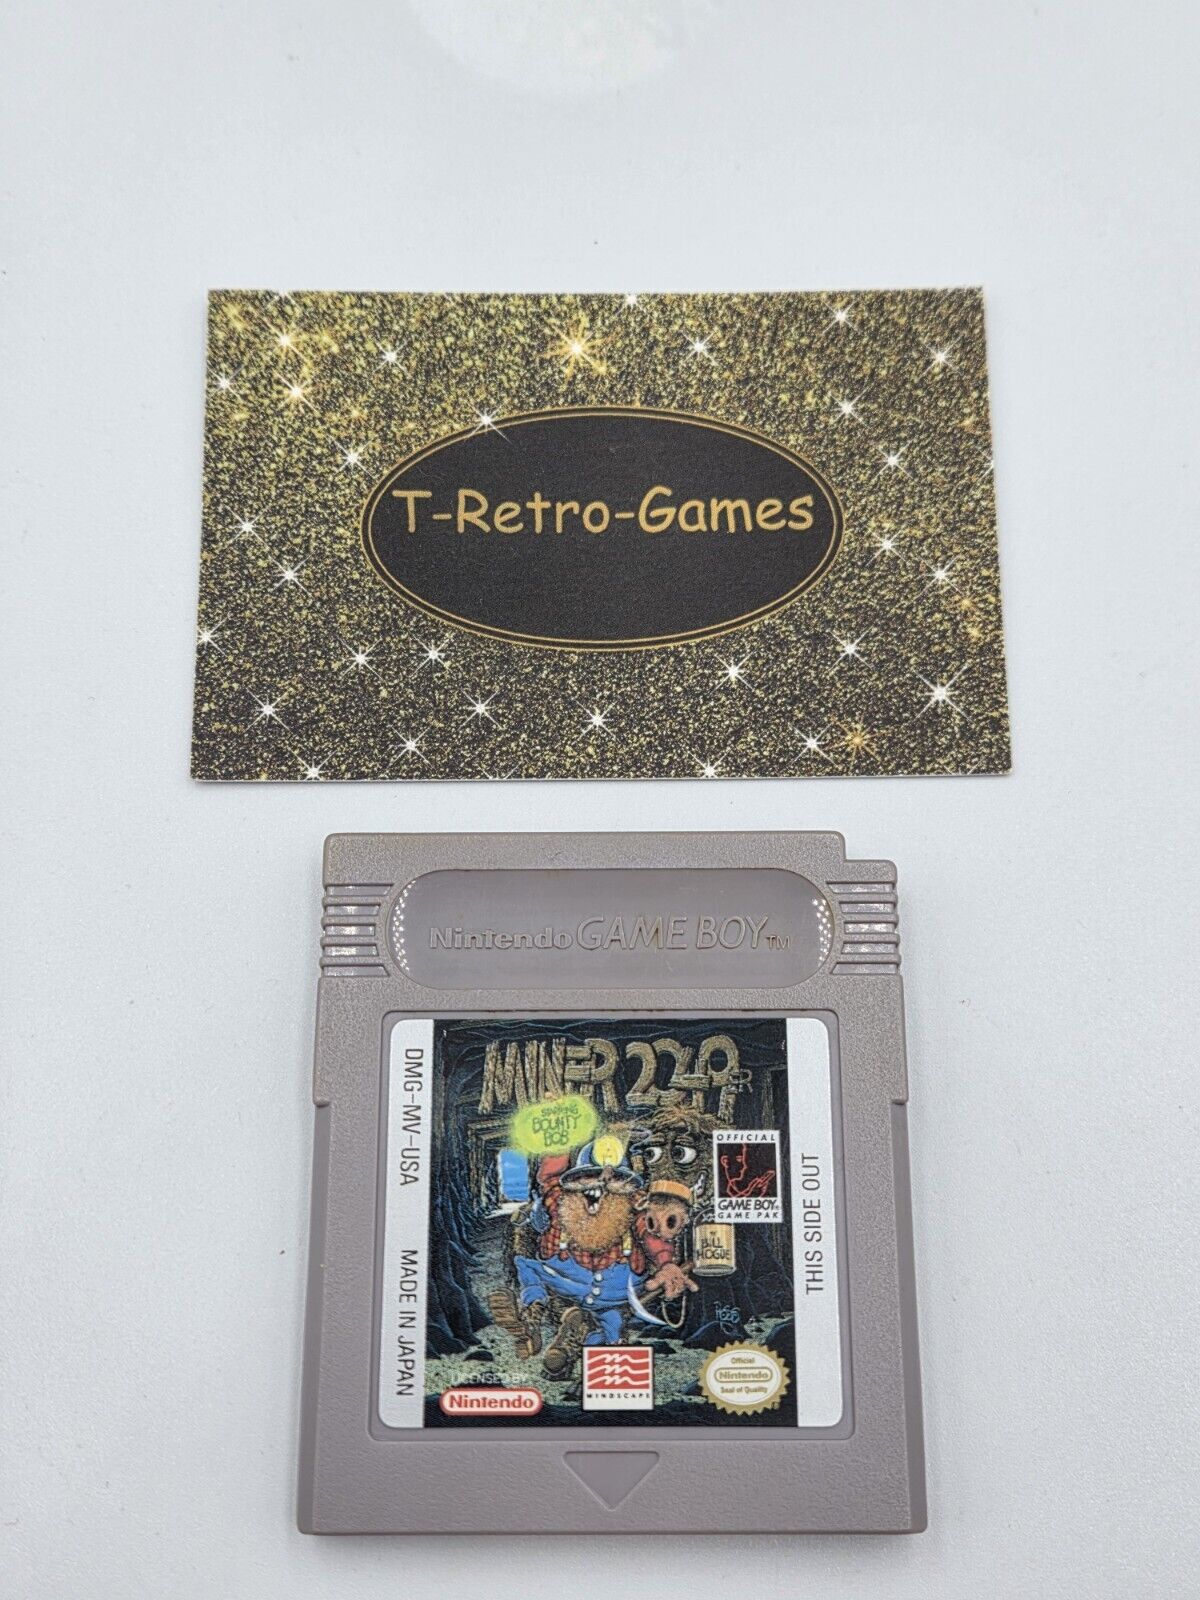 T-Retro-Games
Nintendo GAME BOY TM
DMG-MV-USA MADE IN JAPAN
MINER 2249ER
STARRING
BOUNTY
BOB
OFFICIAL
GAME BOY
GAME PAK
BY
BILL
HOGUE
LICENSED BY
Nintendo
MINDSCAPE
Official
Nintendo
Seal of Quality
THIS SIDE OUT